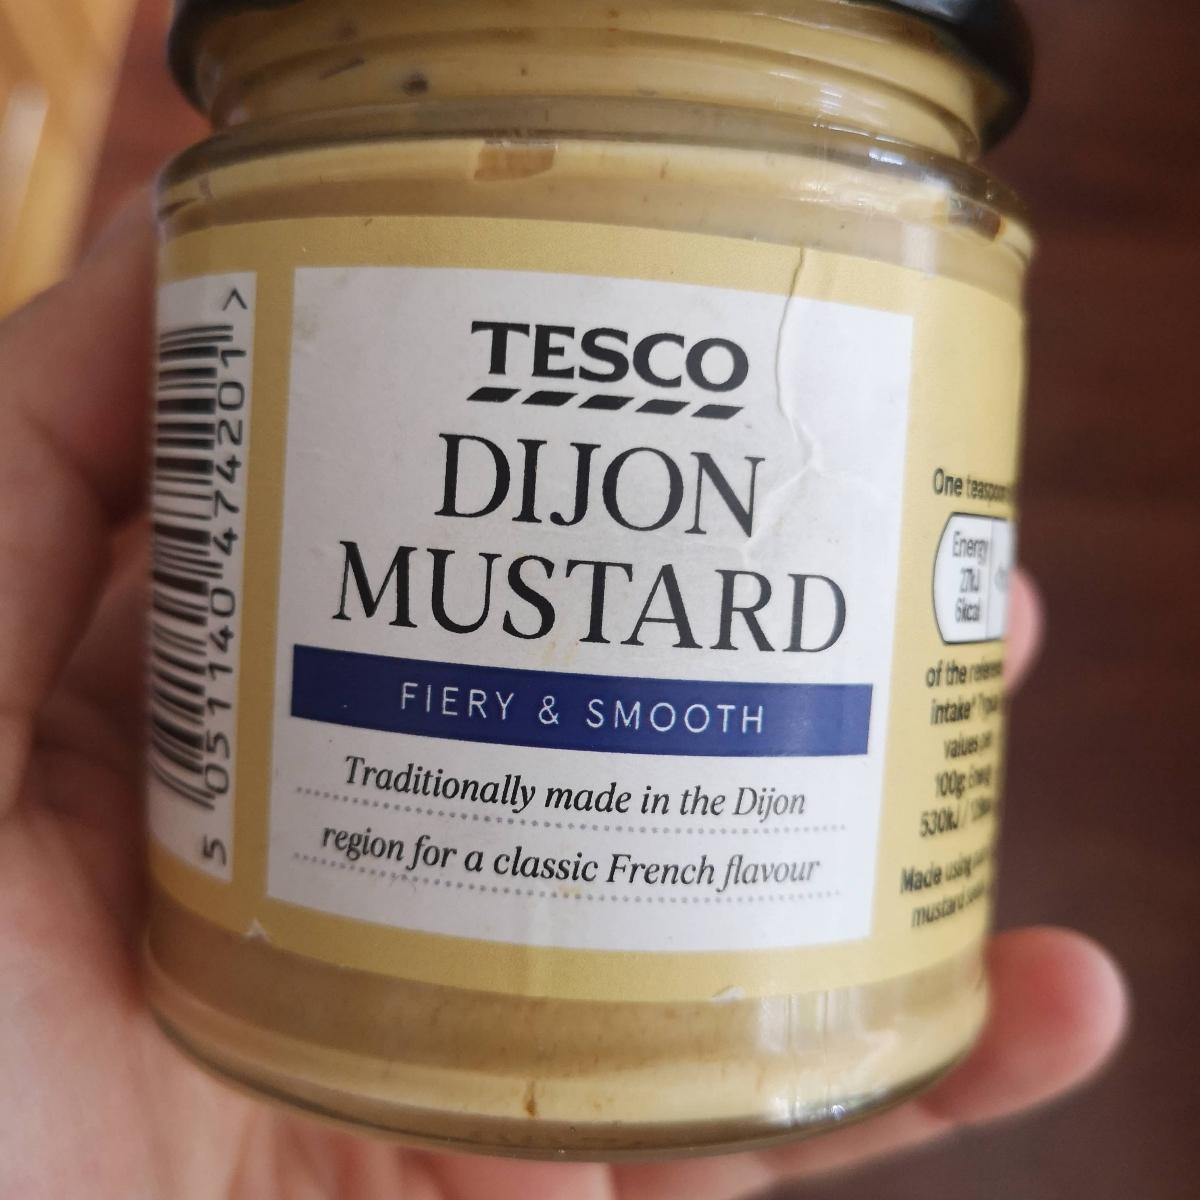 TESCO
DIJON
MUSTARD
FIERY & SMOOTH
Traditionally made in the Dijon
region for a classic French flavour
5 051140 474201 >
One teaspoon
Energy
27kJ
6kcal
of the
intake*
values per
100g: Energy
530kJ /
Made using
mustard